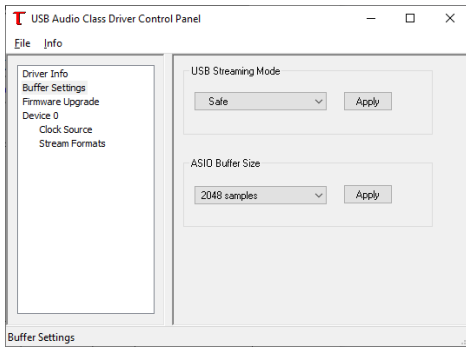 USB Audio Class Driver Control Panel
File Info
Driver Info
Buffer Settings
Firmware Upgrade
Device 0
Clock Source
Stream Formats
USB Streaming Mode
Safe
Apply
ASIO Buffer Size
2048 samples
Apply
Buffer Settings